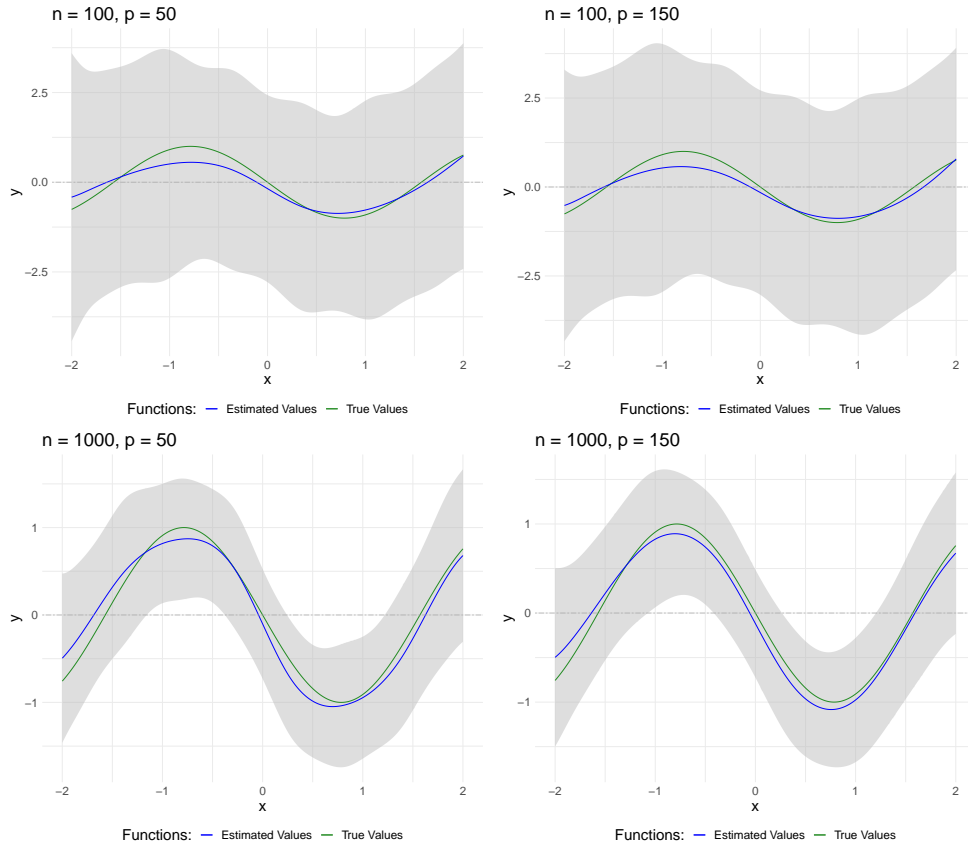 n = 100, p = 50
2.5
0.0
−2.5
y
−2 −1 0 1 2
x
Functions: Estimated Values True Values
n = 100, p = 150
2.5
0.0
−2.5
y
−2 −1 0 1 2
x
Functions: Estimated Values True Values
n = 1000, p = 50
1
0
−1
y
−2 −1 0 1 2
x
Functions: Estimated Values True Values
n = 1000, p = 150
1
0
−1
y
−2 −1 0 1 2
x
Functions: Estimated Values True Values